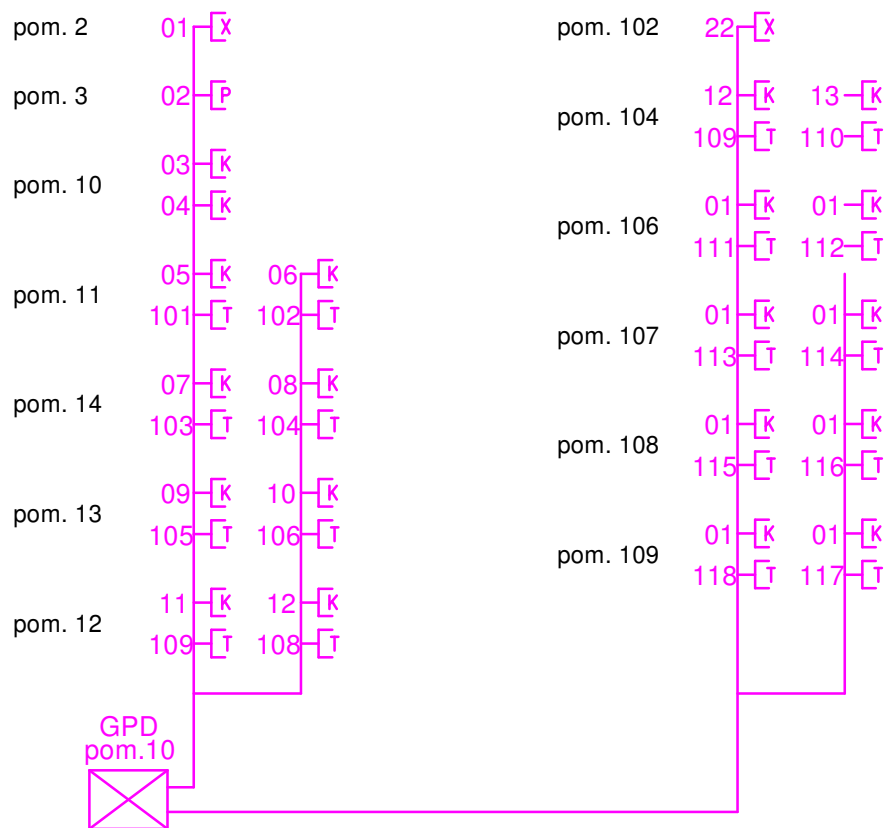 pom. 2 01 X
pom. 3 02 P
pom. 10
03 K
04 K
pom. 11
05 K 06 K
101 T 102 T
pom. 14
07 K 08 K
103 T 104 T
pom. 13
09 K 10 K
105 T 106 T
pom. 12
11 K 12 K
109 T 108 T
GPD
pom.10
pom. 102 22 X
pom. 104
12 K 13 K
109 T 110 T
pom. 106
01 K 01 K
111 T 112 T
pom. 107
01 K 01 K
113 T 114 T
pom. 108
01 K 01 K
115 T 116 T
pom. 109
01 K 01 K
118 T 117 T